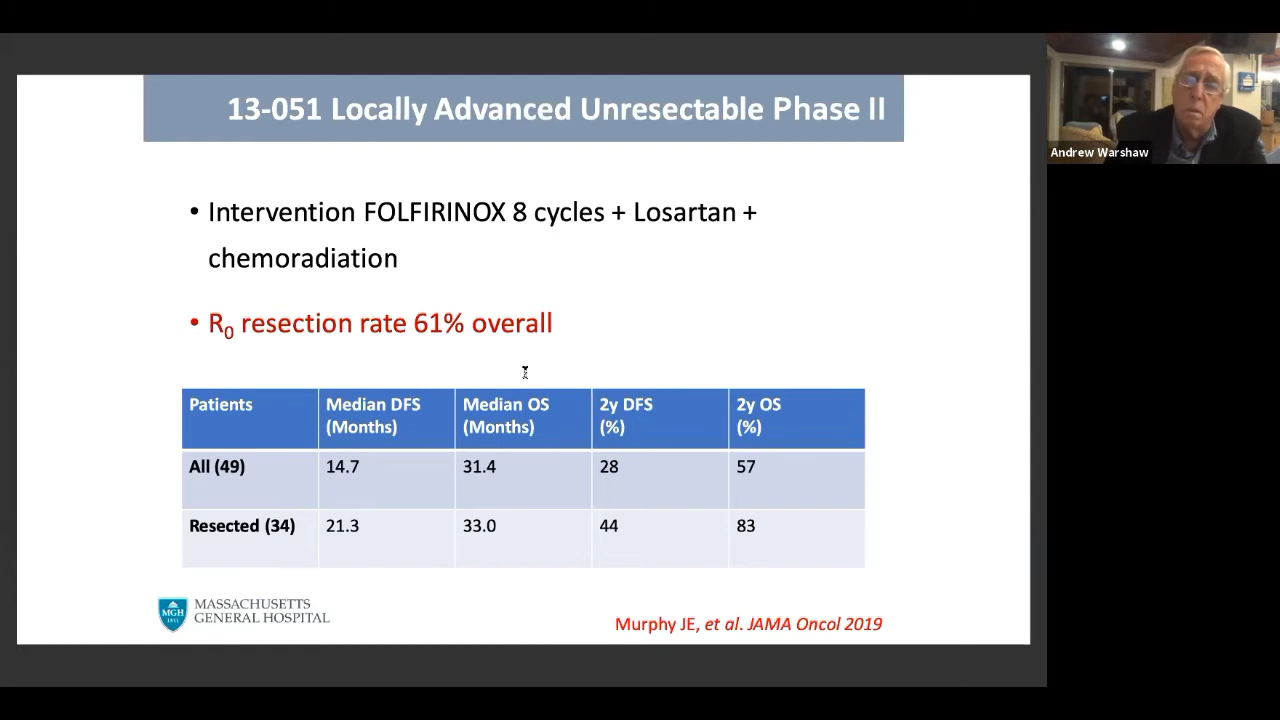 13-051 Locally Advanced Unresectable Phase II
• Intervention FOLFIRINOX 8 cycles + Losartan +
chemoradiation
• R₀ resection rate 61% overall
Patients Median DFS (Months) Median OS (Months) 2y DFS (%) 2y OS (%)
All (49) 14.7 31.4 28 57
Resected (34) 21.3 33.0 44 83
MGH
1811
MASSACHUSETTS
GENERAL HOSPITAL
Murphy JE, et al. JAMA Oncol 2019
Andrew Warshaw